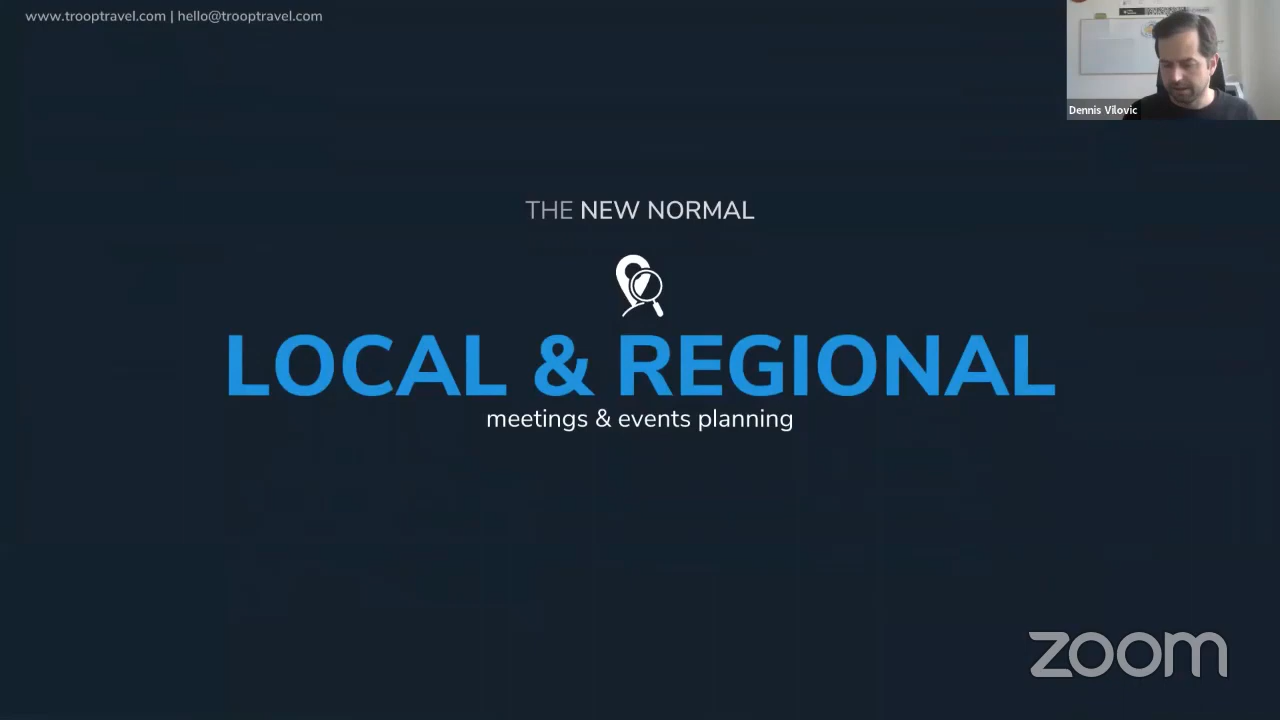 www.trooptravel.com | hello@trooptravel.com
Dennis Vilovic
THE NEW NORMAL
LOCAL & REGIONAL
meetings & events planning
zoom